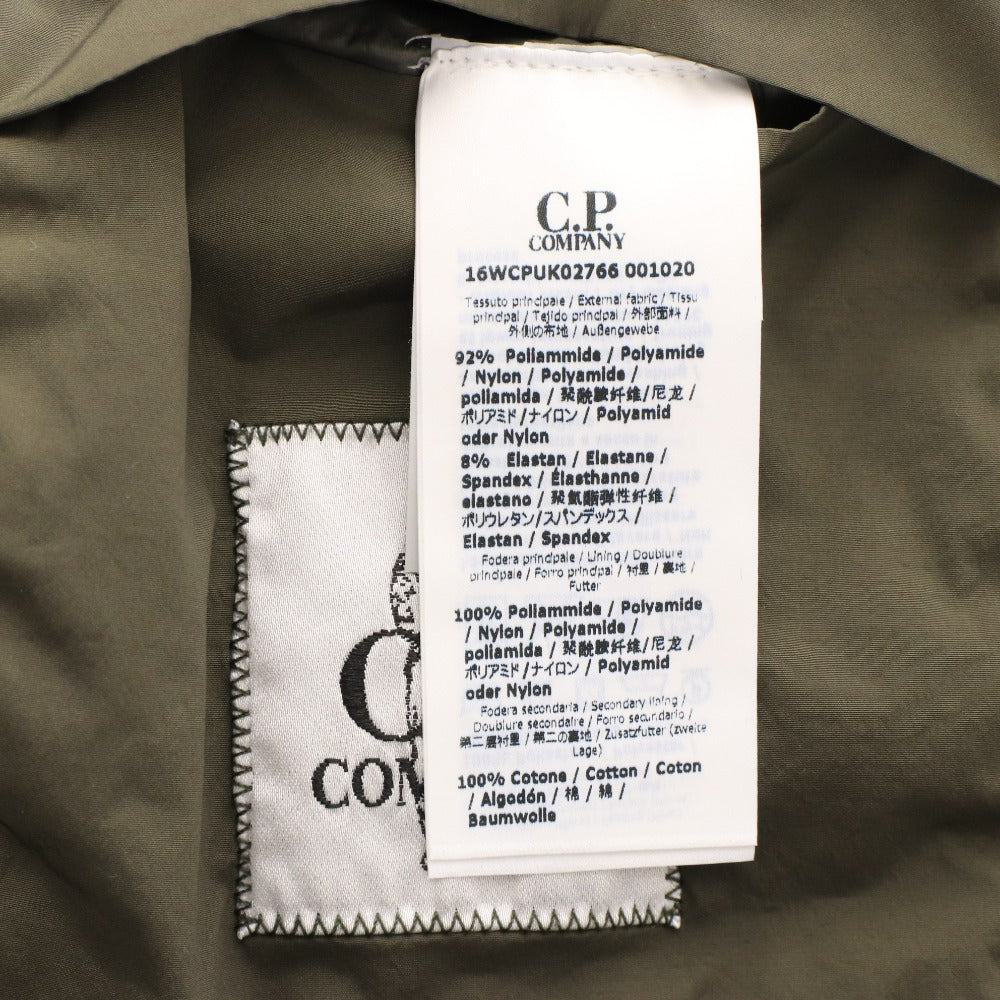 C.P.
COMPANY
16WCPUK02766 001020
Tessuto principale / External fabric / Tissu
principal / Tejido principal / 外部面料 /
外側の布地 / Außengewebe
92% Poliammide / Polyamide
/ Nylon / Polyamide /
poliamida / 聚酰胺纤维/尼龙 /
ポリアミド/ナイロン / Polyamid
oder Nylon
8% Elastan / Elastane /
Spandex / Élasthanne /
elastano / 聚氨酯弹性纤维 /
ポリウレタン/スパンデックス /
Elastan / Spandex
Fodera principale / Lining / Doublure
principale / Forro principal / 衬里 / 裏地 /
Futter
100% Poliammide / Polyamide
/ Nylon / Polyamide /
poliamida / 聚酰胺纤维/尼龙 /
ポリアミド/ナイロン / Polyamid
oder Nylon
Fodera secondaria / Secondary lining /
Doublure secondaire / Forro secundario /
第二层衬里 / 第二の裏地 / Zusatzfutter (zweite
Lage)
100% Cotone / Cotton / Coton
/ Algodón / 棉 / 綿 /
Baumwolle
C
COM